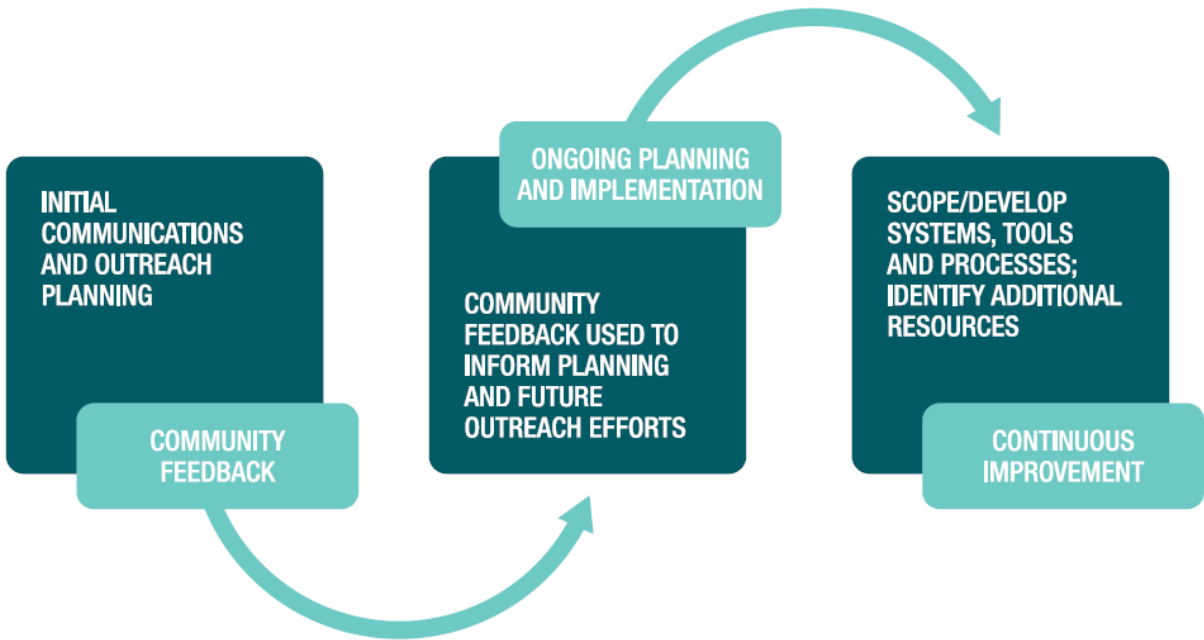 INITIAL
COMMUNICATIONS
AND OUTREACH
PLANNING
COMMUNITY
FEEDBACK
ONGOING PLANNING
AND IMPLEMENTATION
COMMUNITY
FEEDBACK USED TO
INFORM PLANNING
AND FUTURE
OUTREACH EFFORTS
SCOPE/DEVELOP
SYSTEMS, TOOLS
AND PROCESSES;
IDENTIFY ADDITIONAL
RESOURCES
CONTINUOUS
IMPROVEMENT